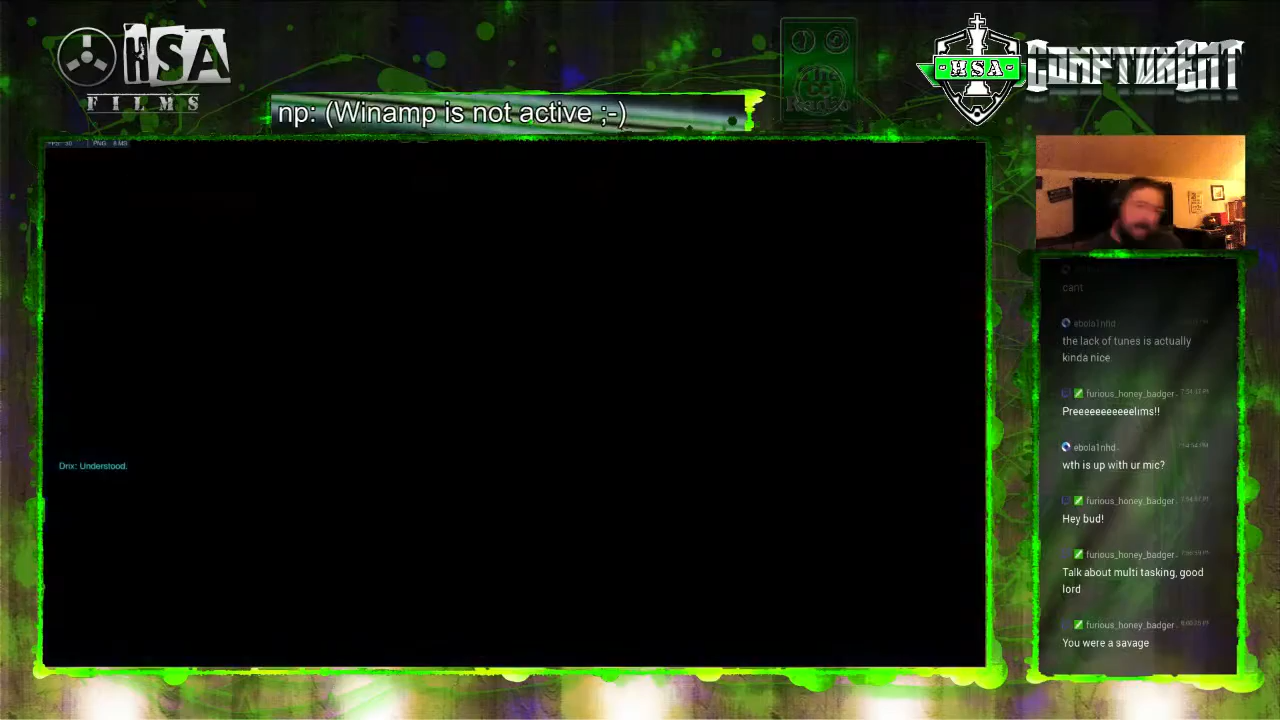 HSA
FILMS
np: (Winamp is not active ;-)
HSA
Drix: Understood.
cant
ebola1nhd
the lack of tunes is actually
kinda nice
furious_honey_badger
Preeeeeeeeeelims!!
ebola1nhd
wth is up with ur mic?
furious_honey_badger
Hey bud!
furious_honey_badger
Talk about multi tasking, good
lord
furious_honey_badger
You were a savage